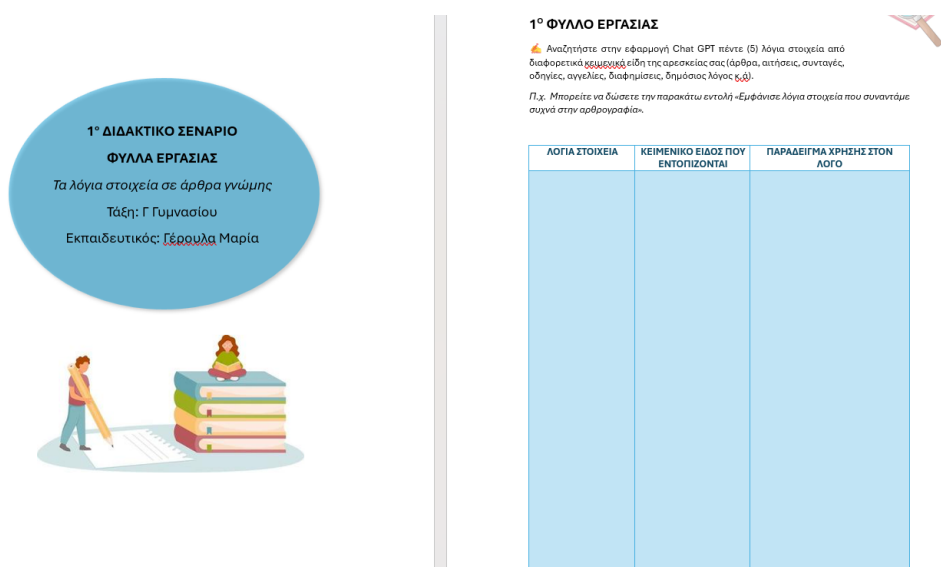 1ο ΔΙΔΑΚΤΙΚΟ ΣΕΝΑΡΙΟ
ΦΥΛΛΑ ΕΡΓΑΣΙΑΣ
Τα λόγια στοιχεία σε άρθρα γνώμης
Τάξη: Γ Γυμνασίου
Εκπαιδευτικός: Γέρουλα Μαρία
1Ο ΦΥΛΛΟ ΕΡΓΑΣΙΑΣ
✍ Αναζητήστε στην εφαρμογή Chat GPT πέντε (5) λόγια στοιχεία από
διαφορετικά κειμενικά είδη της αρεσκείας σας (άρθρα, αιτήσεις, συνταγές,
οδηγίες, αγγελίες, διαφημίσεις, δημόσιος λόγος κ.ά).
Π.χ. Μπορείτε να δώσετε την παρακάτω εντολή «Εμφάνισε λόγια στοιχεία που συναντάμε
συχνά στην αρθρογραφία».
ΛΟΓΙΑ ΣΤΟΙΧΕΙΑ
ΚΕΙΜΕΝΙΚΟ ΕΙΔΟΣ ΠΟΥ
ΕΝΤΟΠΙΖΟΝΤΑΙ
ΠΑΡΑΔΕΙΓΜΑ ΧΡΗΣΗΣ ΣΤΟΝ
ΛΟΓΟ